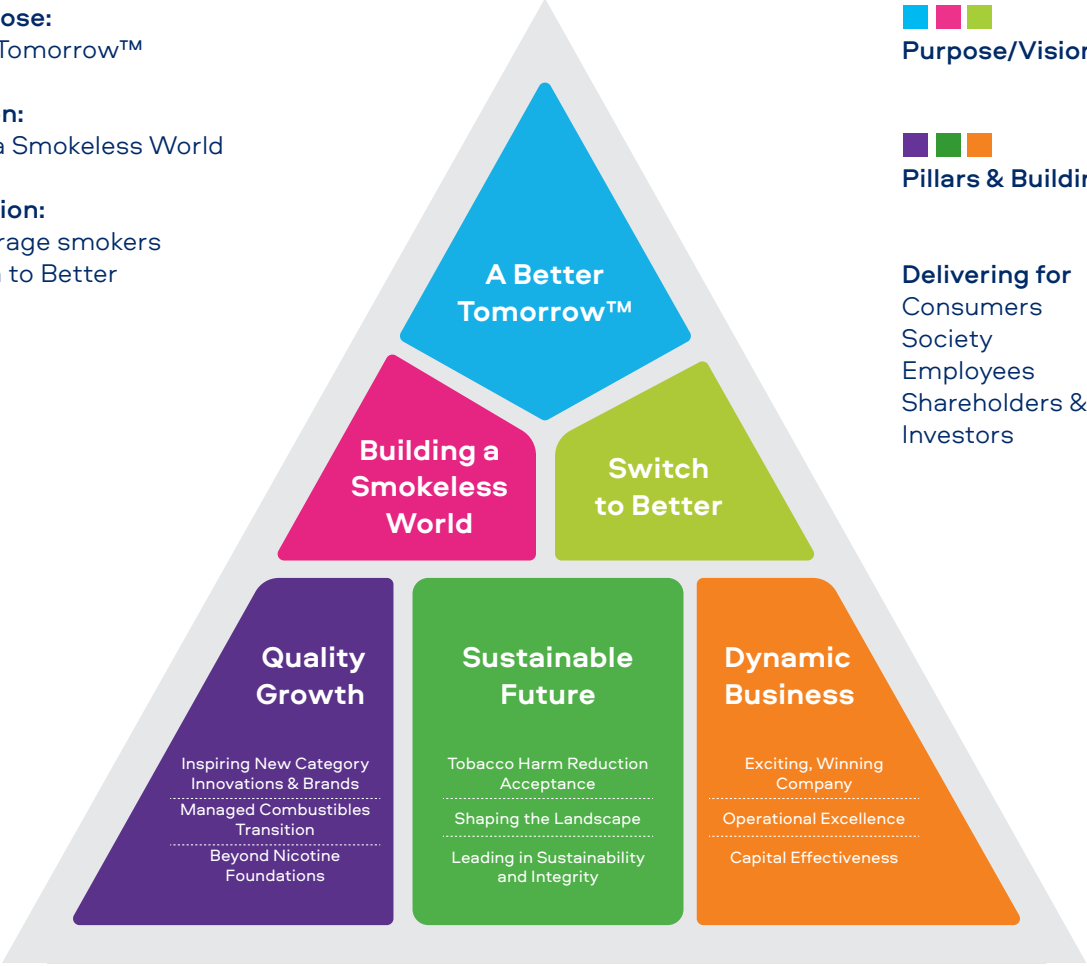 ose:
Tomorrow™
on:
a Smokeless World
ion:
rage smokers
to Better
A Better
Tomorrow™
Building a
Smokeless
World
Switch
to Better
Quality
Growth
Inspiring New Category
Innovations & Brands
Managed Combustibles
Transition
Beyond Nicotine
Foundations
Sustainable
Future
Tobacco Harm Reduction
Acceptance
Shaping the Landscape
Leading in Sustainability
and Integrity
Dynamic
Business
Exciting, Winning
Company
Operational Excellence
Capital Effectiveness
Purpose/Vision
Pillars & Buildin
Delivering for
Consumers
Society
Employees
Shareholders &
Investors